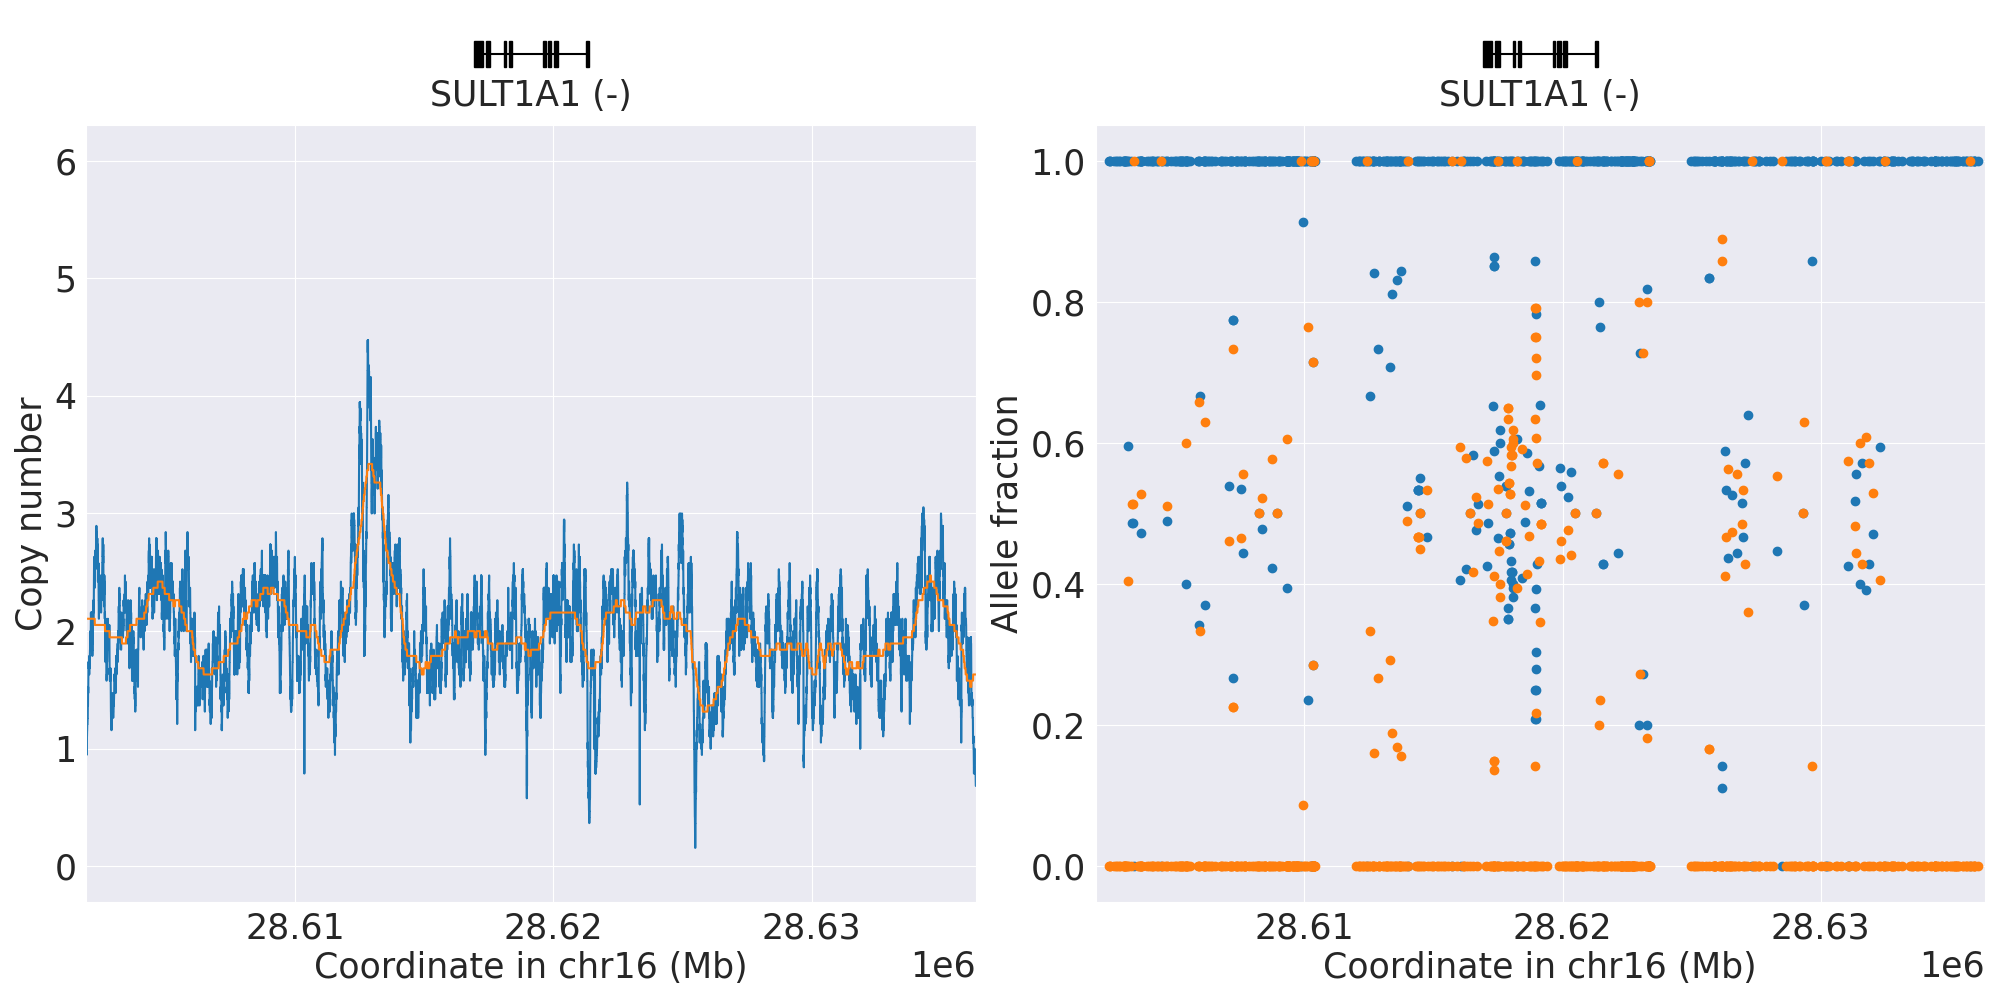 SULT1A1 (-)
6
5
4
3
2
1
0
Copy number
28.61
28.62
28.63
Coordinate in chr16 (Mb)
1e6
SULT1A1 (-)
1.0
0.8
0.6
0.4
0.2
0.0
Allele fraction
28.61
28.62
28.63
Coordinate in chr16 (Mb)
1e6